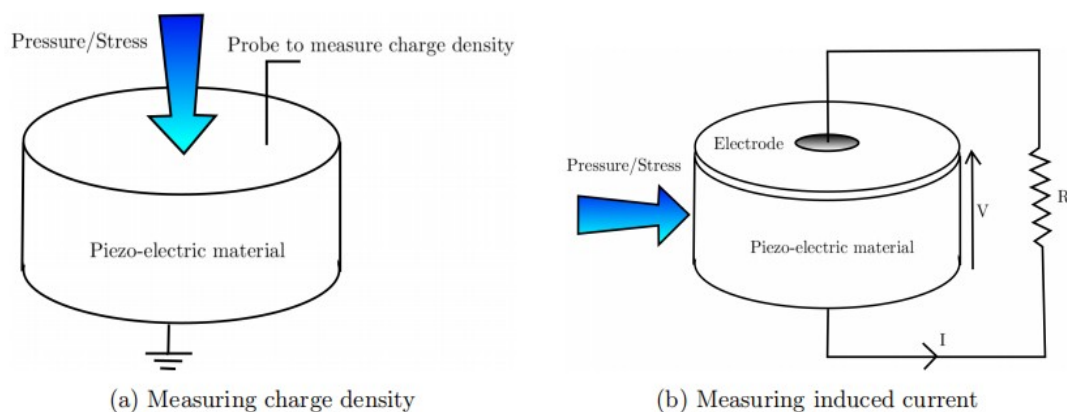 Pressure/Stress
Probe to measure charge density
Piezo-electric material
(a) Measuring charge density
Electrode
Pressure/Stress
V
R
Piezo-electric material
I
(b) Measuring induced current